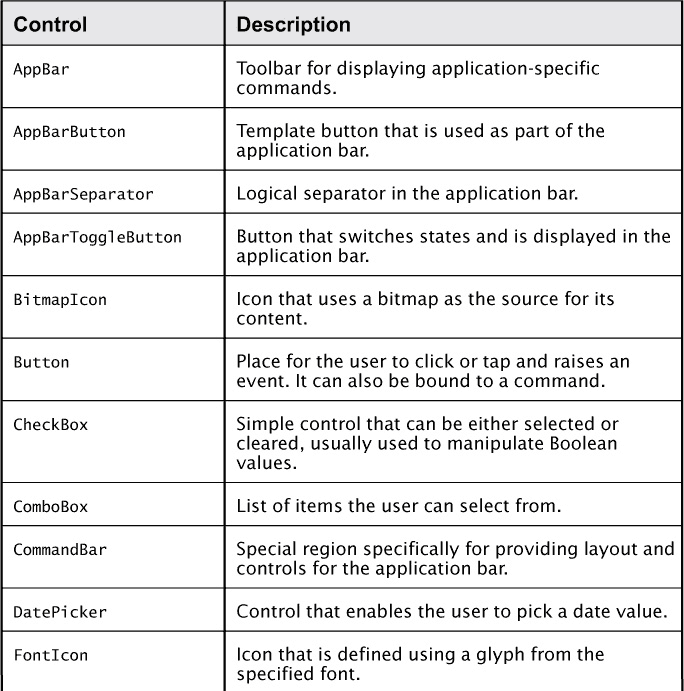 Control Description
AppBar Toolbar for displaying application-specific
commands.
AppBarButton Template button that is used as part of the
application bar.
AppBarSeparator Logical separator in the application bar.
AppBarToggleButton Button that switches states and is displayed in the
application bar.
BitmapIcon Icon that uses a bitmap as the source for its
content.
Button Place for the user to click or tap and raises an
event. It can also be bound to a command.
CheckBox Simple control that can be either selected or
cleared, usually used to manipulate Boolean
values.
ComboBox List of items the user can select from.
CommandBar Special region specifically for providing layout and
controls for the application bar.
DatePicker Control that enables the user to pick a date value.
FontIcon Icon that is defined using a glyph from the
specified font.